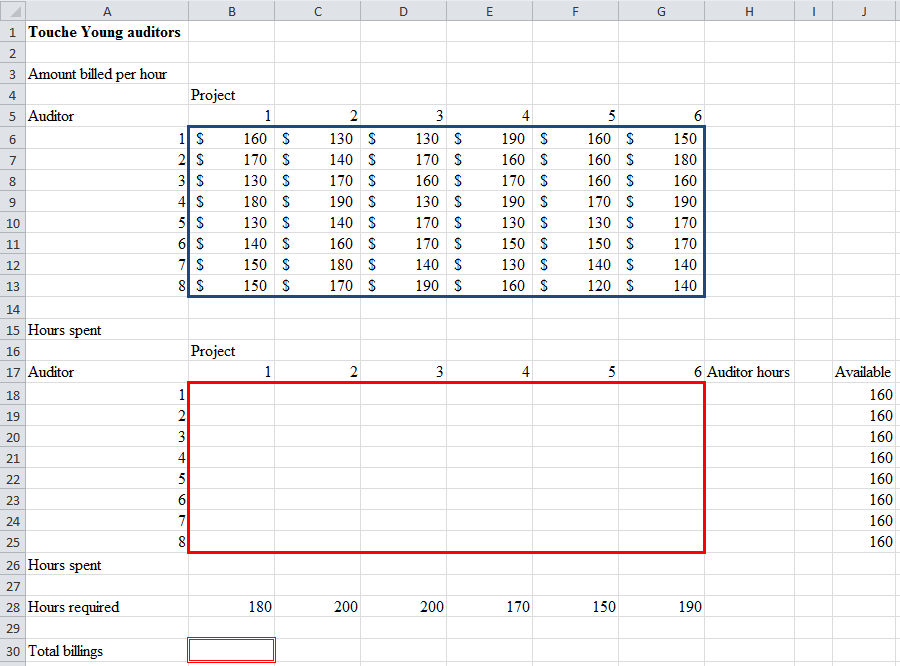 A B C D E F G H I J
1 Touche Young auditors
2
3 Amount billed per hour
4 Project
5 Auditor 1 2 3 4 5 6
6 1 $ 160 $ 130 $ 130 $ 190 $ 160 $ 150
7 2 $ 170 $ 140 $ 170 $ 160 $ 160 $ 180
8 3 $ 130 $ 170 $ 160 $ 170 $ 160 $ 160
9 4 $ 180 $ 190 $ 130 $ 190 $ 170 $ 190
10 5 $ 130 $ 140 $ 170 $ 130 $ 130 $ 170
11 6 $ 140 $ 160 $ 170 $ 150 $ 150 $ 170
12 7 $ 150 $ 180 $ 140 $ 130 $ 140 $ 140
13 8 $ 150 $ 170 $ 190 $ 160 $ 120 $ 140
14
15 Hours spent
16 Project
17 Auditor 1 2 3 4 5 6 Auditor hours Available
18 1 160
19 2 160
20 3 160
21 4 160
22 5 160
23 6 160
24 7 160
25 8 160
26 Hours spent
27
28 Hours required 180 200 200 170 150 190
29
30 Total billings